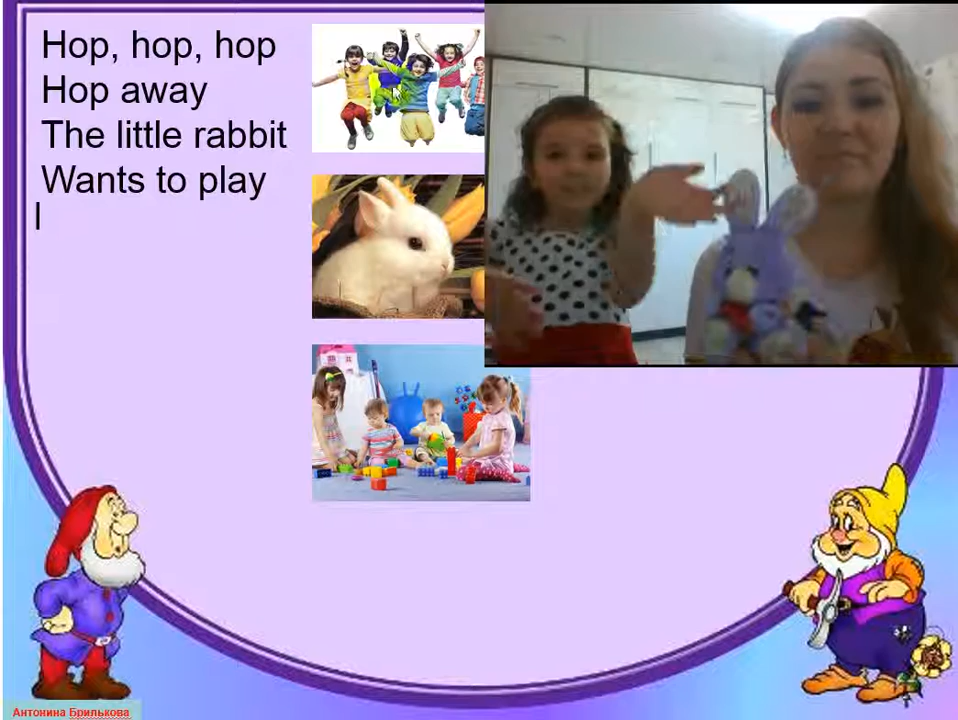 Hop, hop, hop
Hop away
The little rabbit
Wants to play
Антонина Брилькова